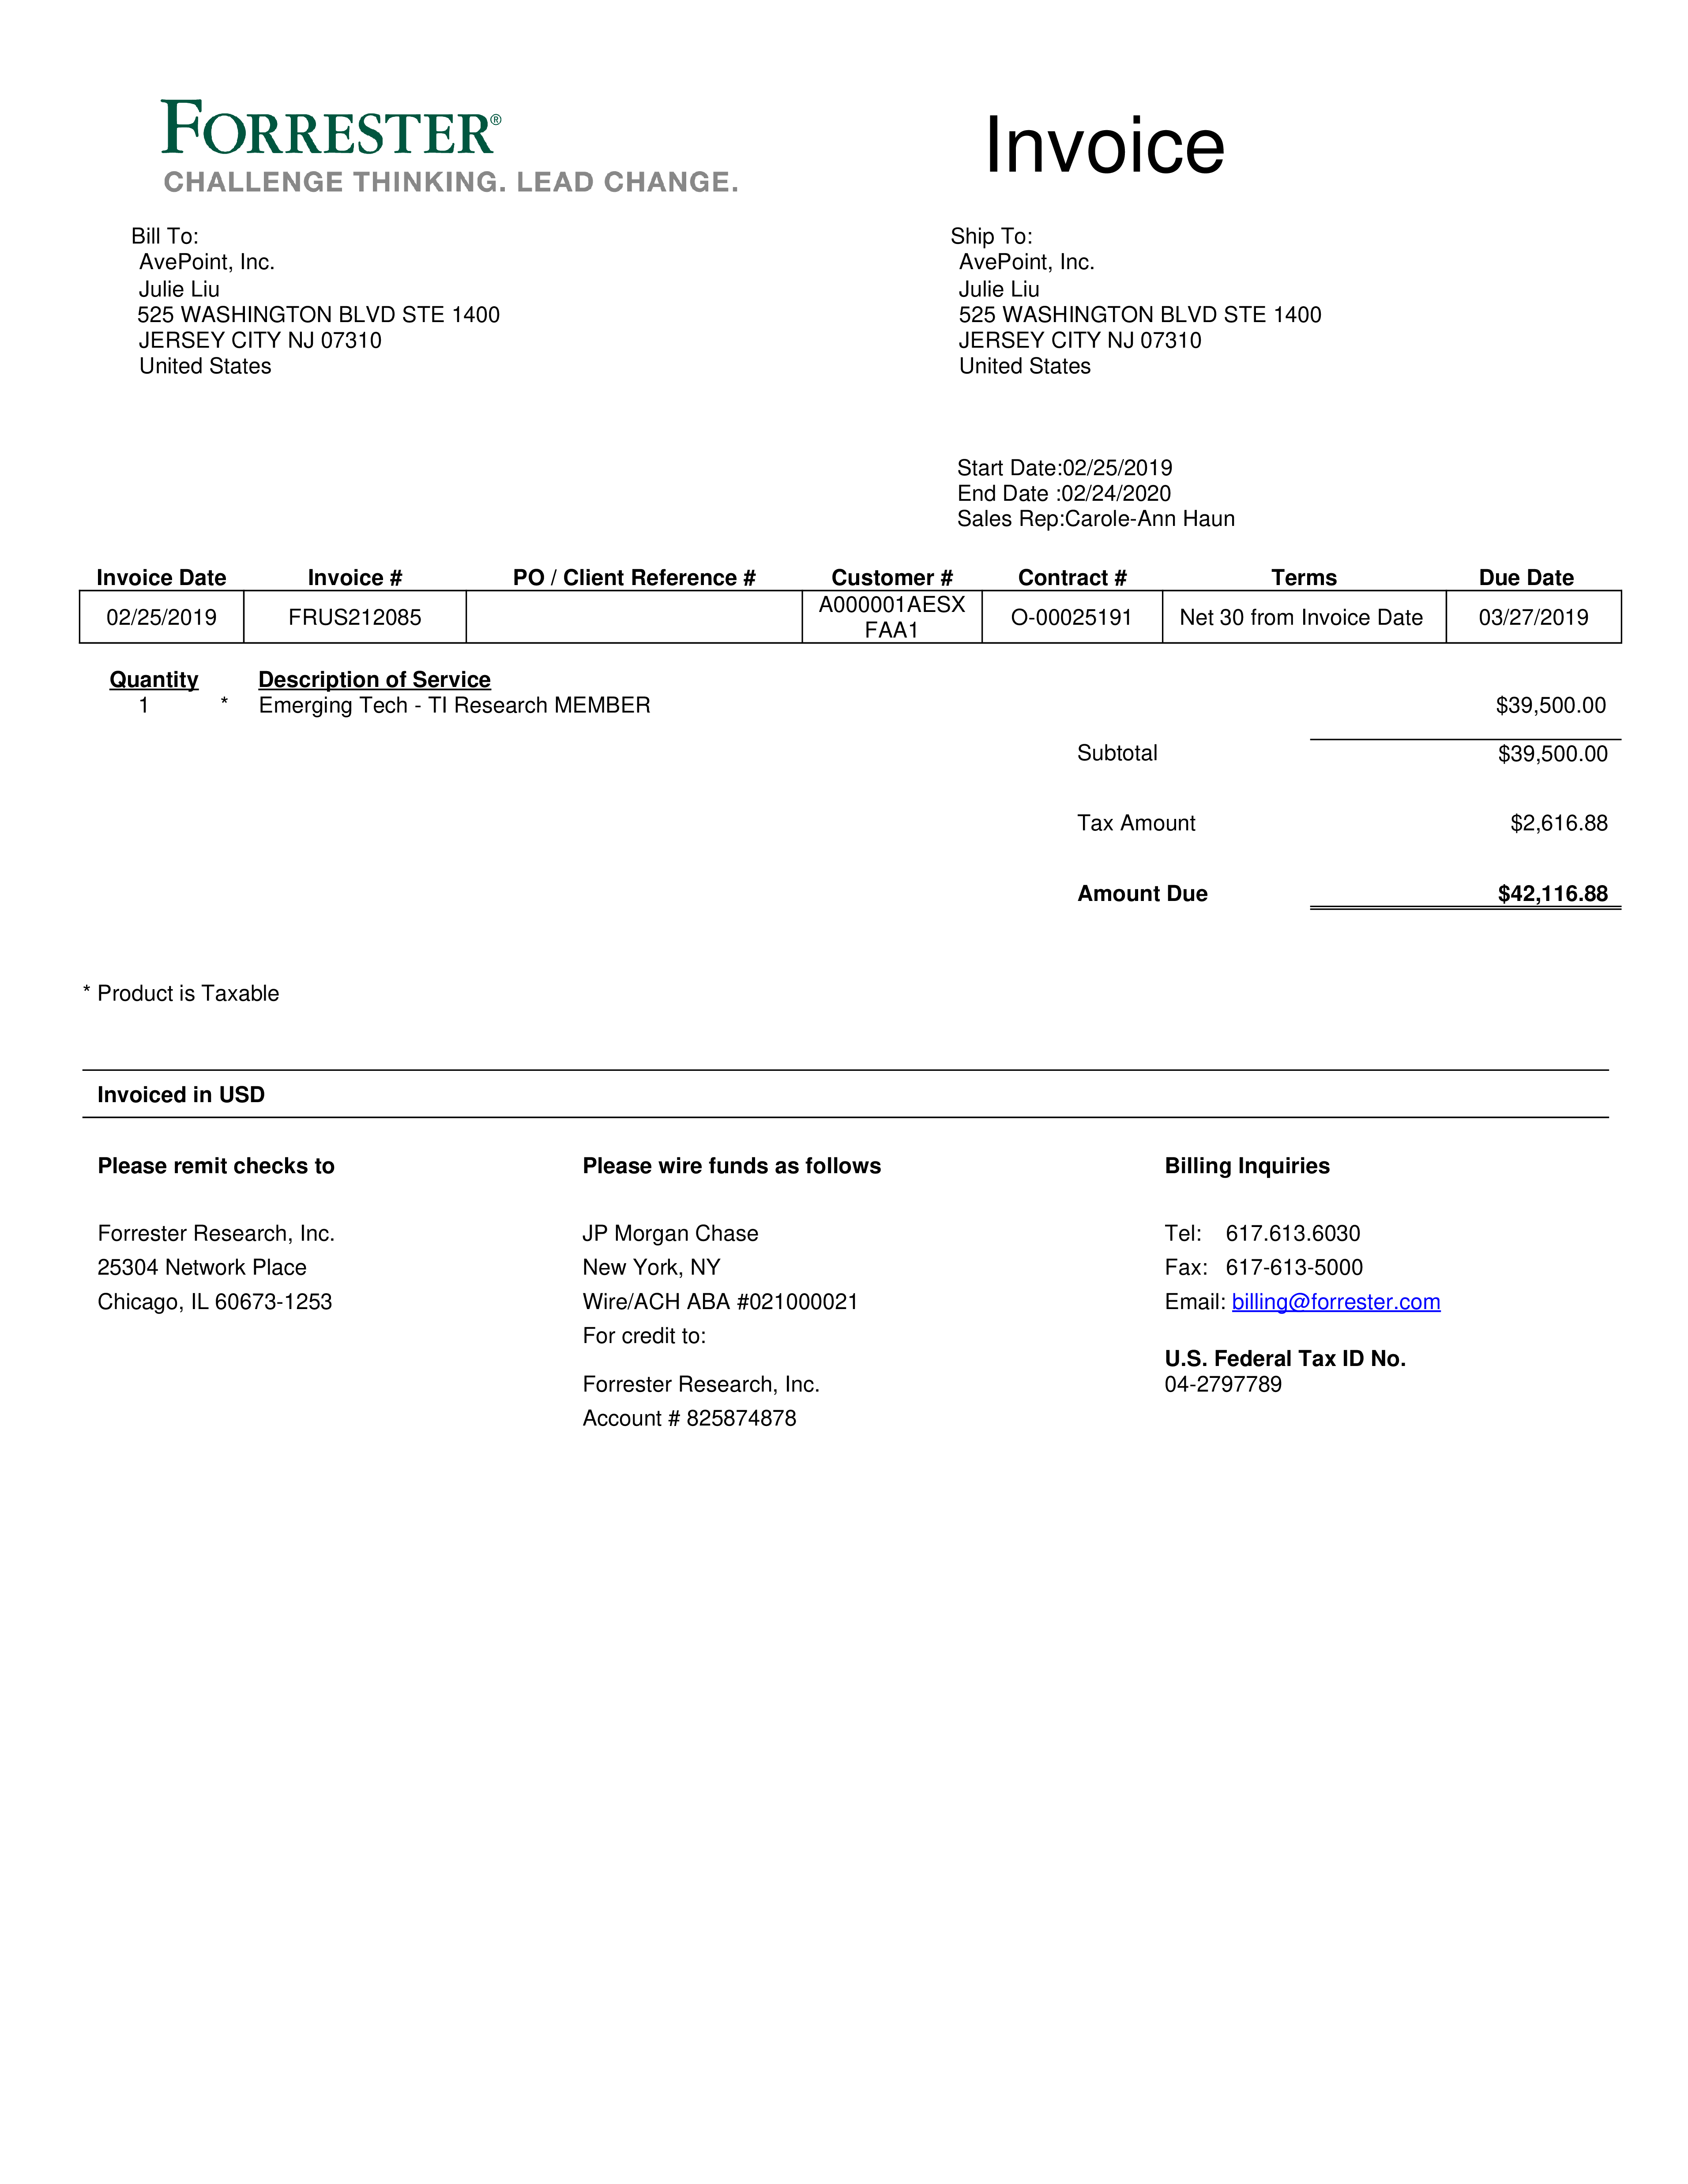 FORRESTER®
CHALLENGE THINKING. LEAD CHANGE.
Invoice
Bill To:
AvePoint, Inc.
Julie Liu
525 WASHINGTON BLVD STE 1400
JERSEY CITY NJ 07310
United States
Ship To:
AvePoint, Inc.
Julie Liu
525 WASHINGTON BLVD STE 1400
JERSEY CITY NJ 07310
United States
Start Date:02/25/2019
End Date :02/24/2020
Sales Rep:Carole-Ann Haun
Invoice Date Invoice # PO / Client Reference # Customer # Contract # Terms Due Date
02/25/2019 FRUS212085 A000001AESX FAA1 O-00025191 Net 30 from Invoice Date 03/27/2019
Quantity Description of Service
1 * Emerging Tech - TI Research MEMBER $39,500.00
Subtotal $39,500.00
Tax Amount $2,616.88
Amount Due $42,116.88
* Product is Taxable
Invoiced in USD
Please remit checks to
Forrester Research, Inc.
25304 Network Place
Chicago, IL 60673-1253
Please wire funds as follows
JP Morgan Chase
New York, NY
Wire/ACH ABA #021000021
For credit to:
Forrester Research, Inc.
Account # 825874878
Billing Inquiries
Tel: 617.613.6030
Fax: 617-613-5000
Email: billing@forrester.com
U.S. Federal Tax ID No.
04-2797789